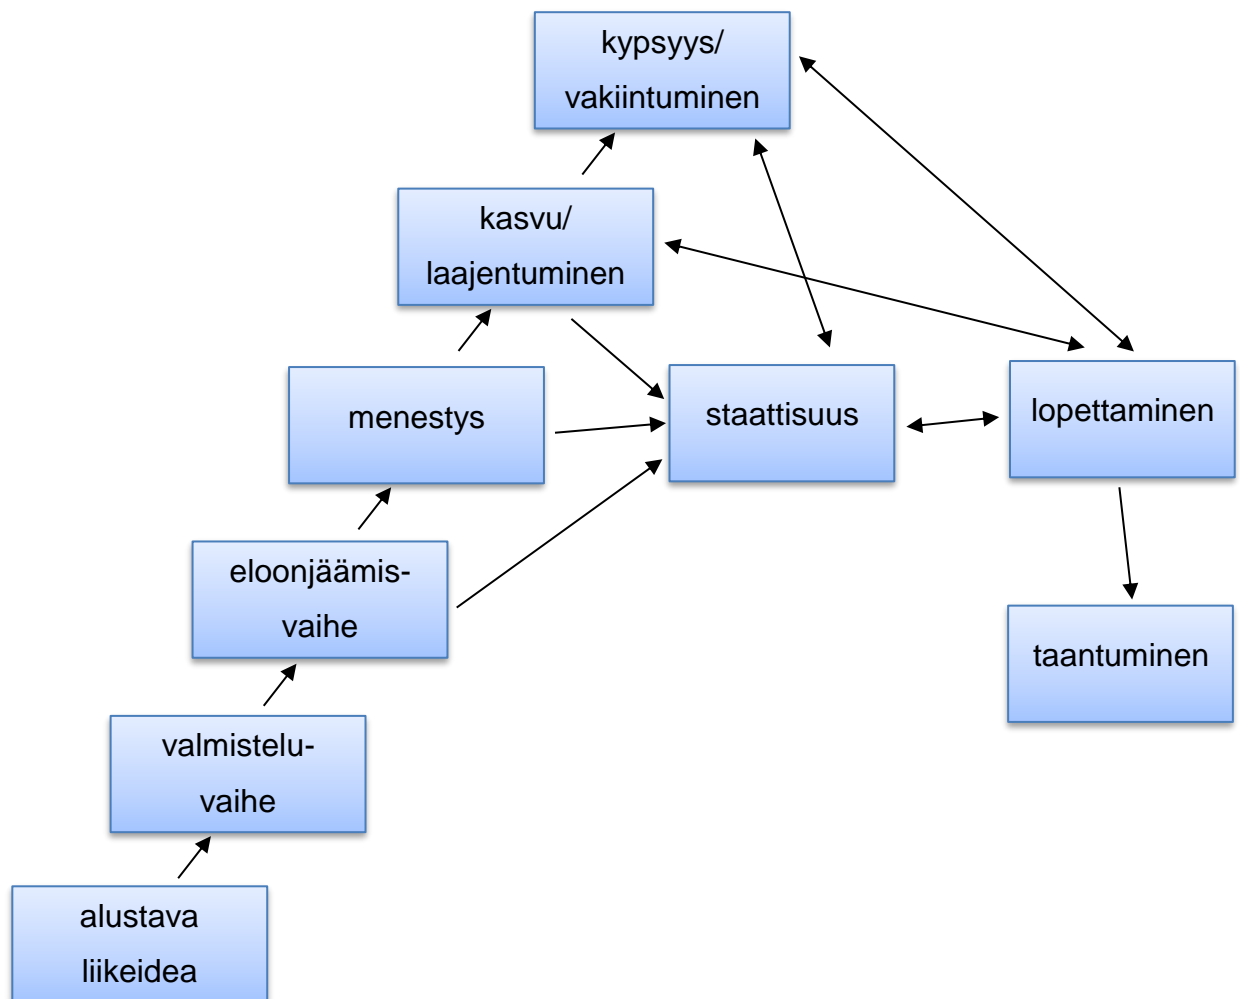 kypsyys/
vakiintuminen
kasvu/
laajentuminen
menestys
staattisuus
lopettaminen
eloonjäämis-
vaihe
taantuminen
valmistelu-
vaihe
alustava
liikeidea